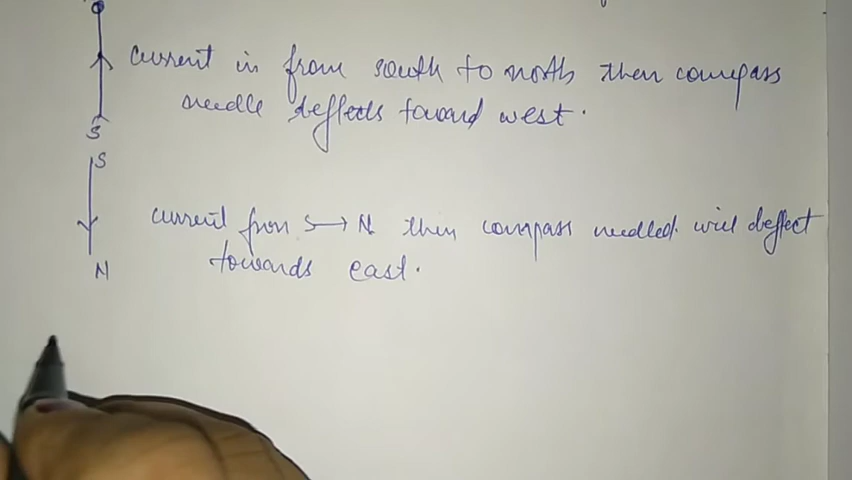 current in from south to north then compass
needle deflects toward west.
S
S
current from S → N then compass needled will deflect
towards east.
N